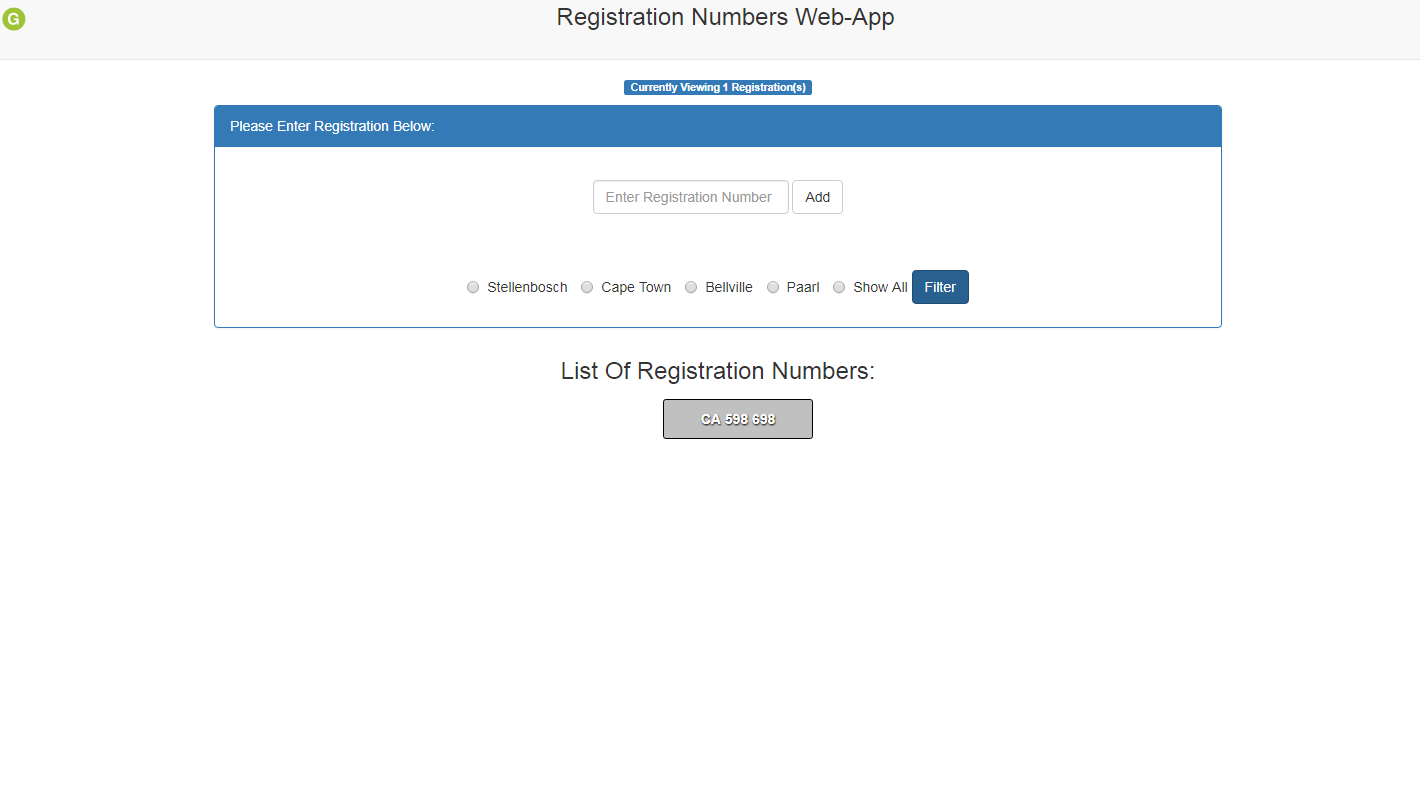 G
Registration Numbers Web-App
Currently Viewing 1 Registration(s)
Please Enter Registration Below:
Enter Registration Number Add
Stellenbosch Cape Town Bellville Paarl Show All Filter
List Of Registration Numbers:
CA 598 698